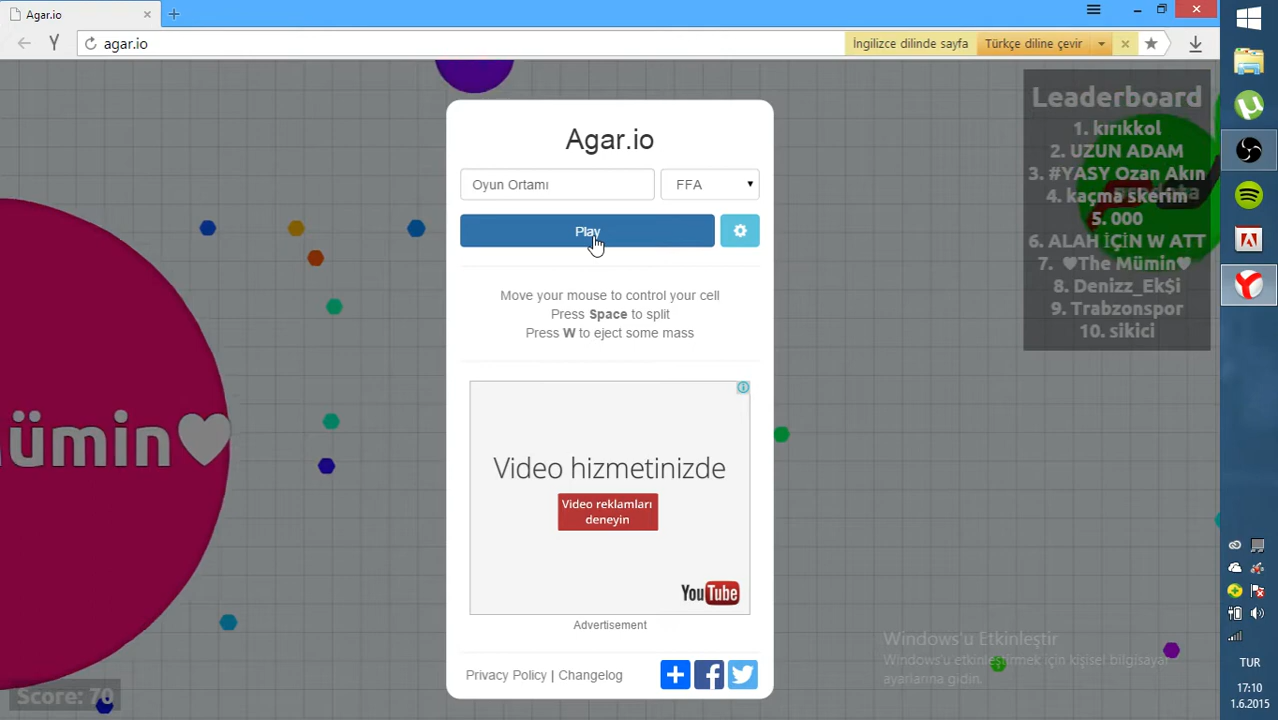 Agar.io
agar.io
İngilizce dilinde sayfa
Türkçe diline çevir
Agar.io
Oyun Ortamı
FFA
Play
Move your mouse to control your cell
Press Space to split
Press W to eject some mass
Video hizmetinizde
Video reklamları
deneyin
YouTube
Advertisement
Privacy Policy | Changelog
Leaderboard
1. kırıkkol
2. UZUN ADAM
3. #YASY Ozan Akın
4. kaçma skerim
5. 000
6. ALAH İÇİN W ATT
7. ♥The Mümin♥
8. Denizz_Ek$i
9. Trabzonspor
10. sikici
ümin♥
Score: 70
Windows'u Etkinleştir
Windows'u etkinleştirmek için kişisel bilgisayar
ayarlarına gidin.
TUR
17:10
1.6.2015